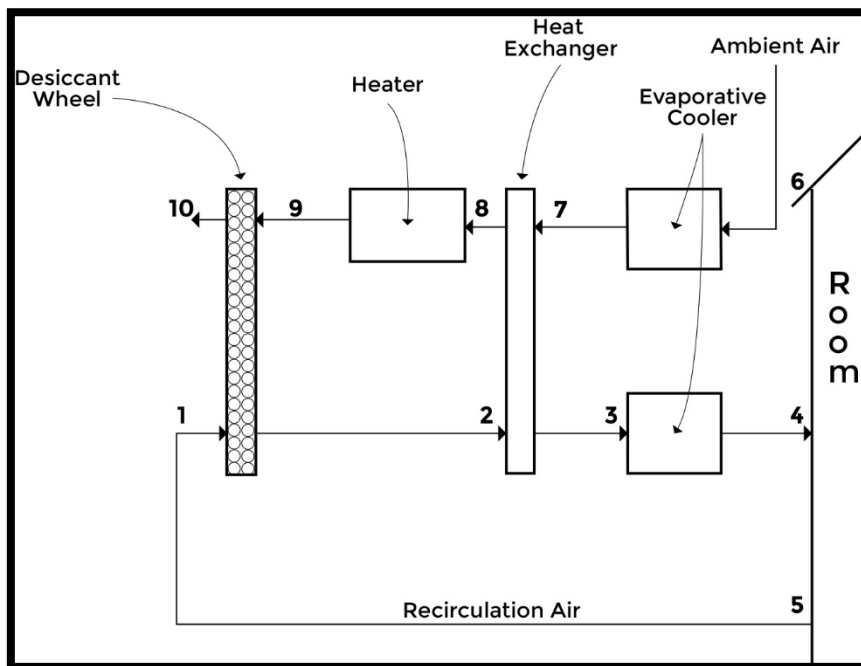 Heat
Exchanger
Ambient Air
Desiccant
Wheel
Heater
Evaporative
Cooler
10
9
8
7
6
Room
1
2
3
4
5
Recirculation Air